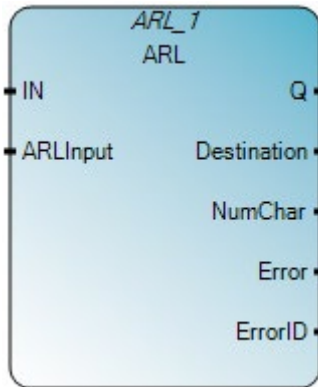 ARL_1
ARL
IN Q
ARLInput Destination
NumChar
Error
ErrorID